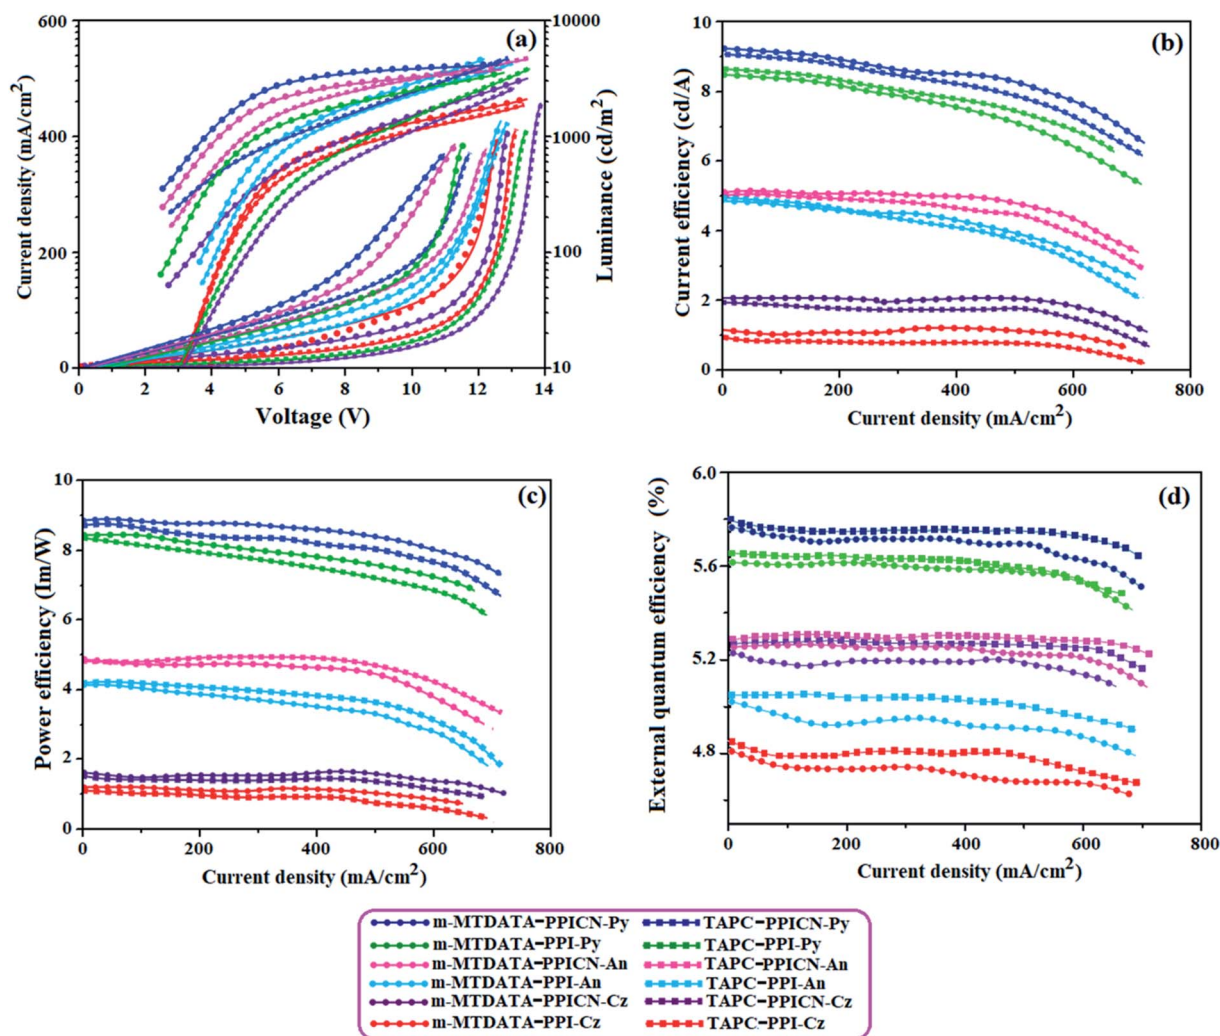 (a)
600
400
200
0
Current density (mA/cm2)
10000
1000
100
10
Luminance (cd/m2)
0 2 4 6 8 10 12 14
Voltage (V)
(b)
10
8
6
4
2
0
Current efficiency (cd/A)
0 200 400 600 800
Current density (mA/cm2)
(c)
10
8
6
4
2
0
Power efficiency (Im/W)
0 200 400 600 800
Current density (mA/cm2)
(d)
6.0
5.6
5.2
4.8
External quantum efficiency (%)
0 200 400 600 800
Current density (mA/cm2)
m-MTDATA-PPICN-Py TAPC-PPICN-Py
m-MTDATA-PPI-Py TAPC-PPI-Py
m-MTDATA-PPICN-An TAPC-PPICN-An
m-MTDATA-PPI-An TAPC-PPI-An
m-MTDATA-PPICN-Cz TAPC-PPICN-Cz
m-MTDATA-PPI-Cz TAPC-PPI-Cz